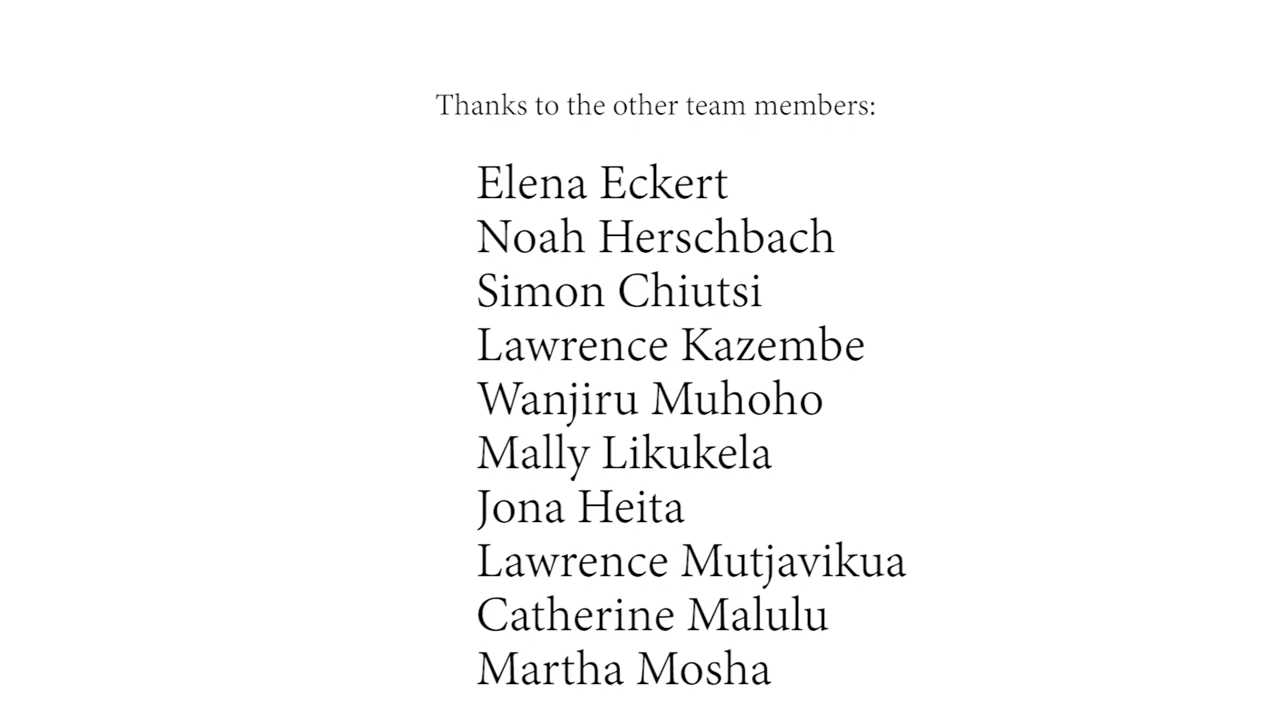 Thanks to the other team members:
Elena Eckert
Noah Herschbach
Simon Chiutsi
Lawrence Kazembe
Wanjiru Muhoho
Mally Likukela
Jona Heita
Lawrence Mutjavikua
Catherine Malulu
Martha Mosha